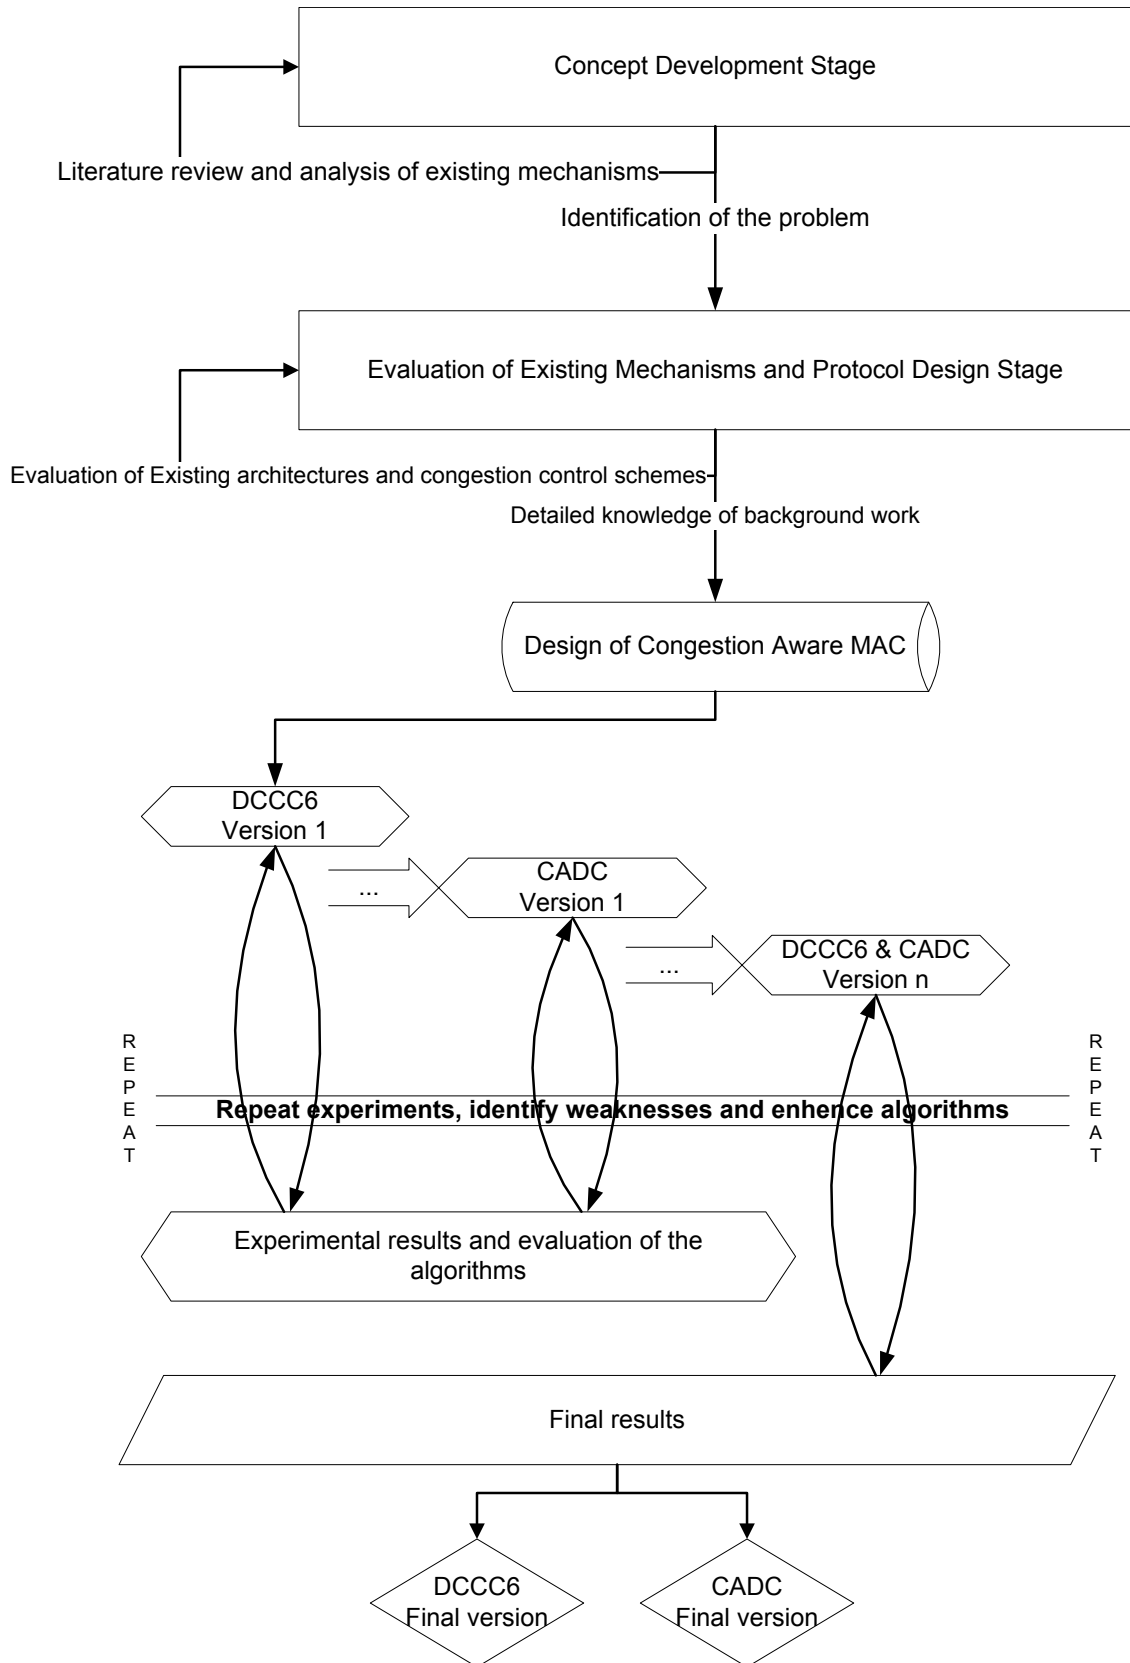 Concept Development Stage
Literature review and analysis of existing mechanisms
Identification of the problem
Evaluation of Existing Mechanisms and Protocol Design Stage
Evaluation of Existing architectures and congestion control schemes
Detailed knowledge of background work
Design of Congestion Aware MAC
DCCC6
Version 1
...
CADC
Version 1
...
DCCC6 & CADC
Version n
REPEAT
REPEAT
Repeat experiments, identify weaknesses and enhence algorithms
Experimental results and evaluation of the
algorithms
Final results
DCCC6
Final version
CADC
Final version